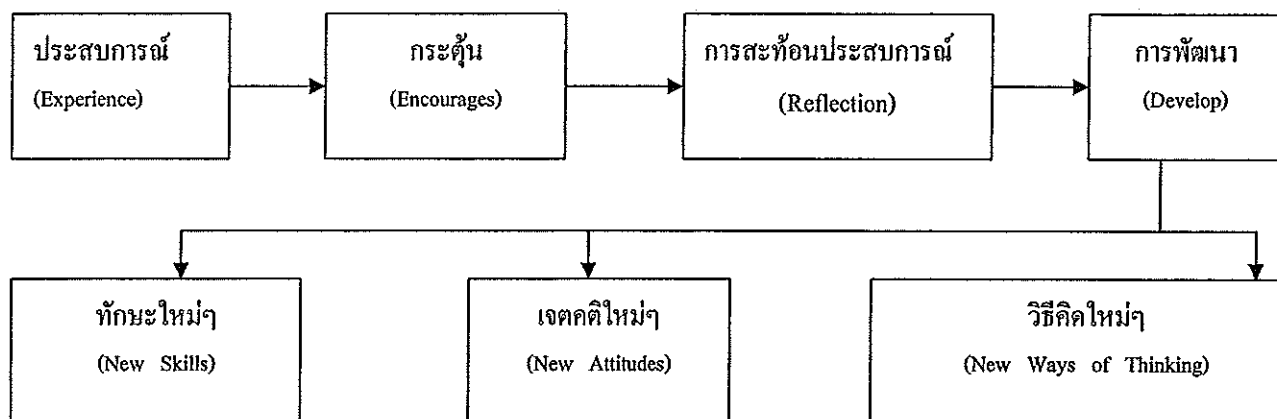 ประสบการณ์
(Experience)
กระตุ้น
(Encourages)
การสะท้อนประสบการณ์
(Reflection)
การพัฒนา
(Develop)
ทักษะใหม่ๆ
(New Skills)
เจตคติใหม่ๆ
(New Attitudes)
วิธีคิดใหม่ๆ
(New Ways of Thinking)